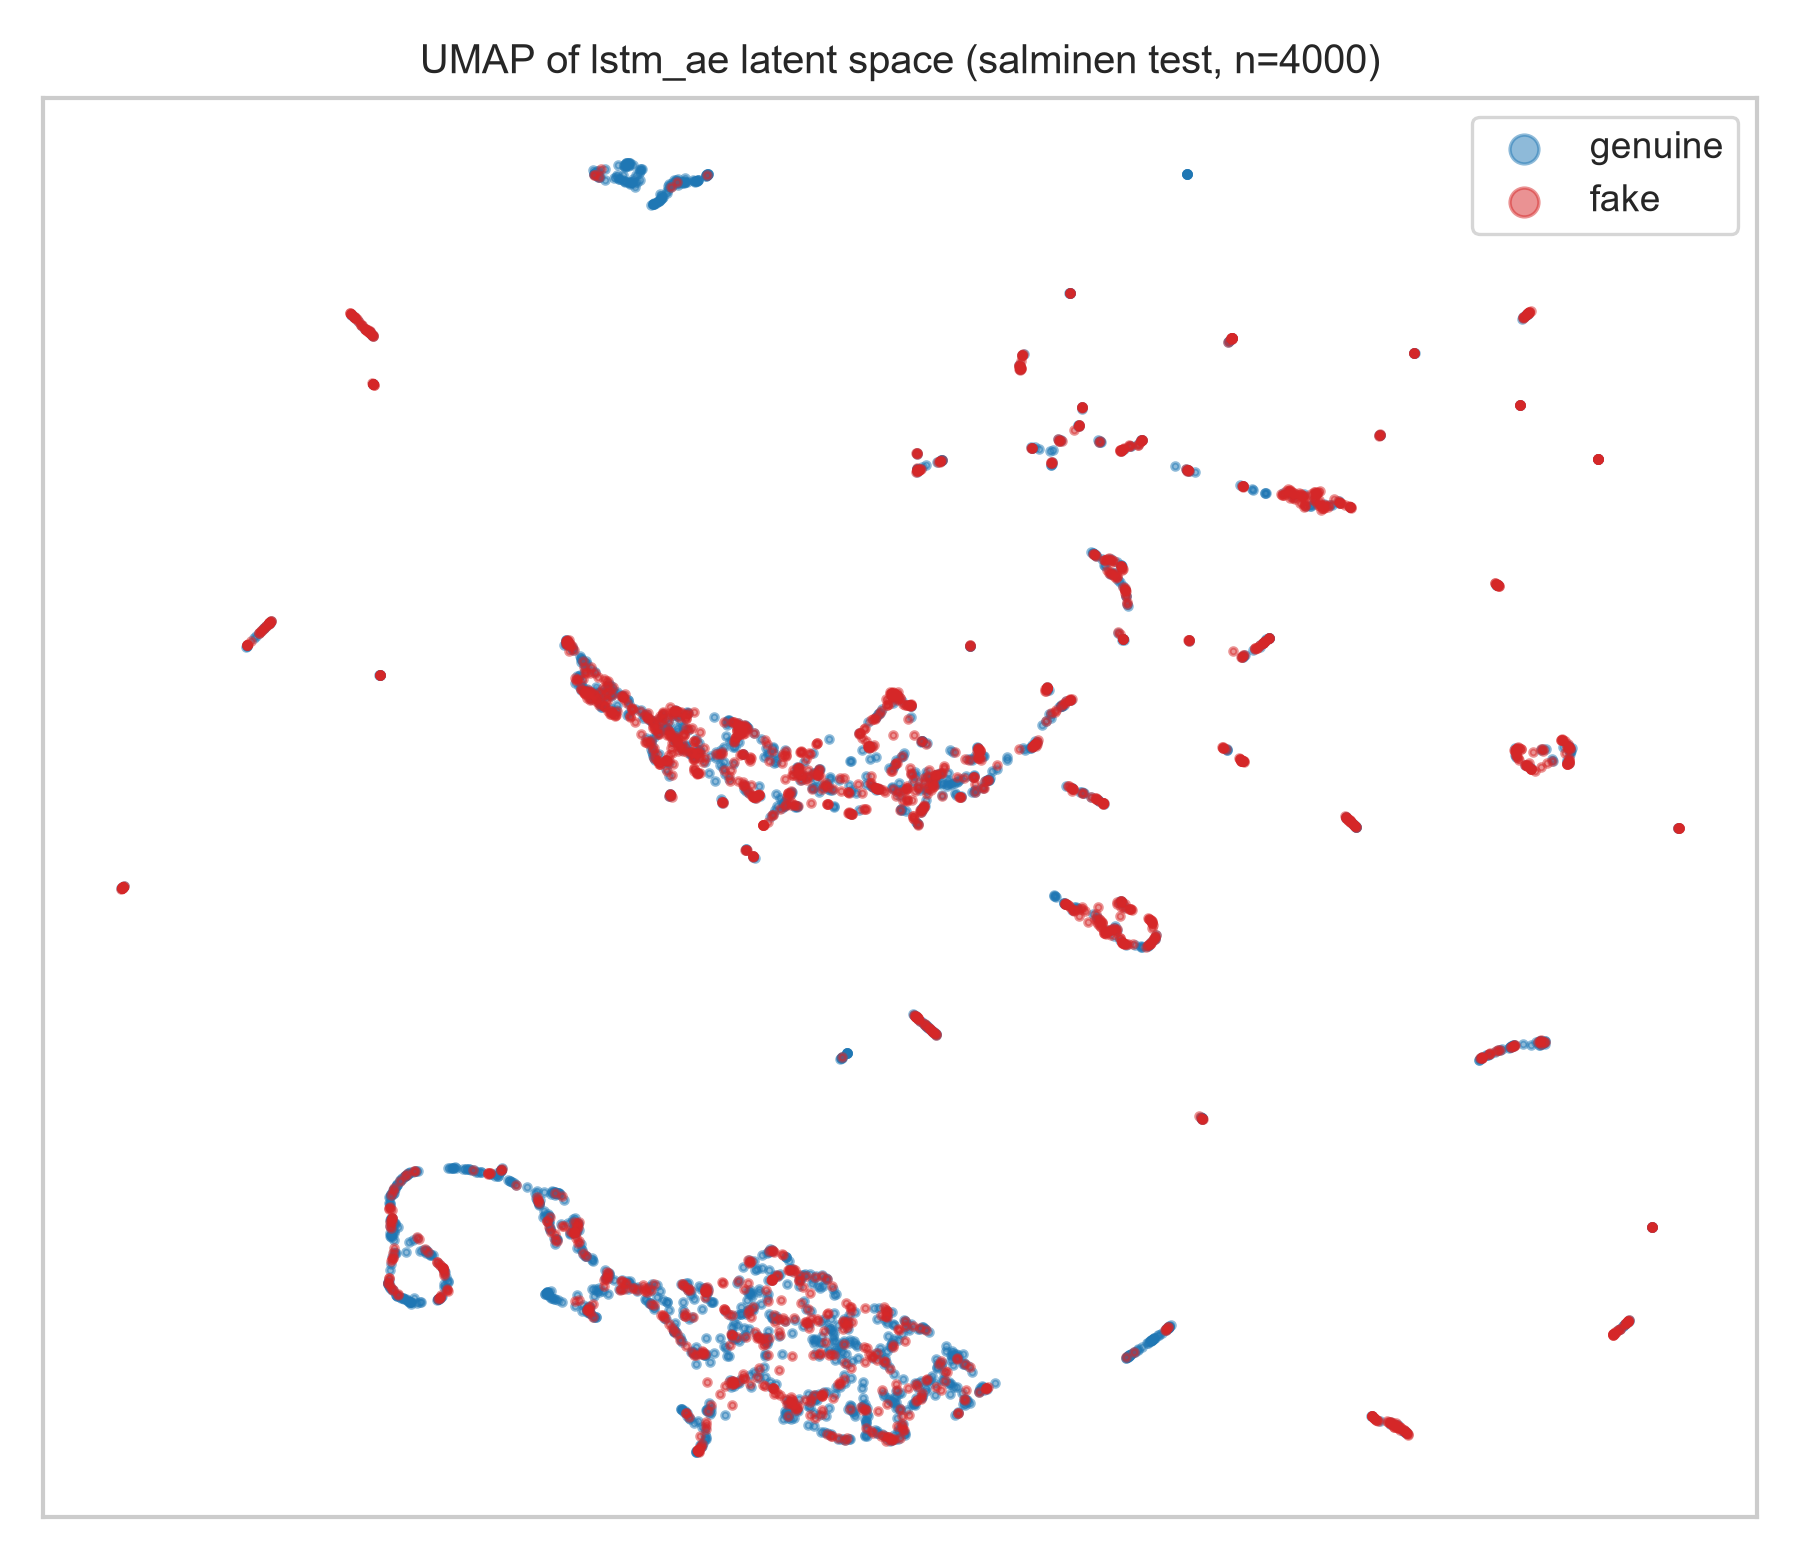 UMAP of lstm_ae latent space (salminen test, n=4000)
genuine
fake